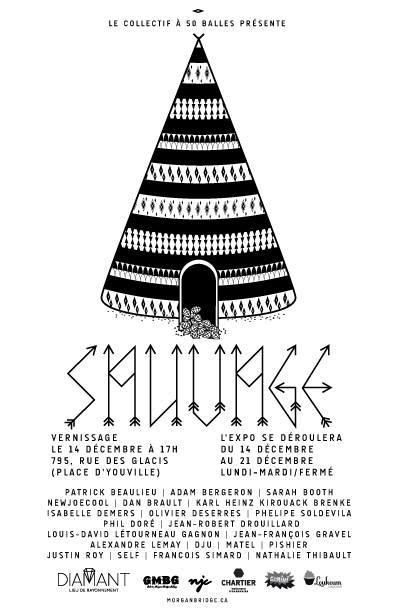 LE COLLECTIF À 50 BALLES PRÉSENTE
SAUVAGE
VERNISSAGE
LE 14 DÉCEMBRE À 17H
795, RUE DES GLACIS
(PLACE D'YOUVILLE)
L'EXPO SE DÉROULERA
DU 14 DÉCEMBRE
AU 21 DÉCEMBRE
LUNDI-MARDI/FERMÉ
PATRICK BEAULIEU | ADAM BERGERON | SARAH BOOTH
NEWJOECOOL | DAN BRAULT | KARL HEINZ KIROUACK BRENKE
ISABELLE DEMERS | OLIVIER DESERRES | PHELIPE SOLDEVILA
PHIL DORÉ | JEAN-ROBERT DROUILLARD
LOUIS-DAVID LÉTOURNEAU GAGNON | JEAN-FRANÇOIS GRAVEL
ALEXANDRE LEMAY | DJU | MATEL | PISHIER
JUSTIN ROY | SELF | FRANCOIS SIMARD | NATHALIE THIBAULT
DIAMANT
LIEU DE RAYONNEMENT
GMBG
njc
CHARTIER
MORGANBRIDGE.CA